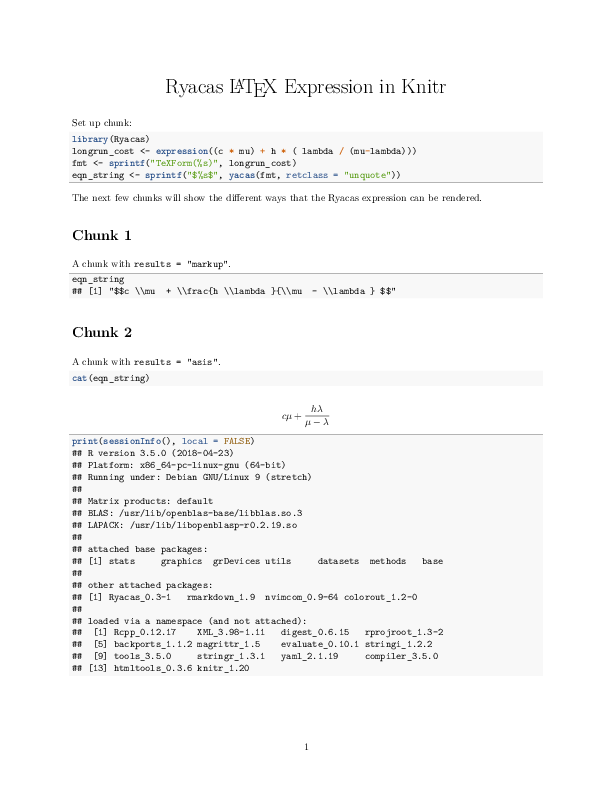 Ryacas LATEX Expression in Knitr
Set up chunk:
library(Ryacas)
longrun_cost <- expression((c * mu) + h * ( lambda / (mu-lambda)))
fmt <- sprintf("TeXForm(%s)", longrun_cost)
eqn_string <- sprintf("$%s$", yacas(fmt, retclass = "unquote"))
The next few chunks will show the different ways that the Ryacas expression can be rendered.
Chunk 1
A chunk with results = "markup".
eqn_string
## [1] "$$c \\mu  + \\frac{h \\lambda }{\\mu  - \\lambda } $$"
Chunk 2
A chunk with results = "asis".
cat(eqn_string)
cμ + hλ / μ − λ
print(sessionInfo(), local = FALSE)
## R version 3.5.0 (2018-04-23)
## Platform: x86_64-pc-linux-gnu (64-bit)
## Running under: Debian GNU/Linux 9 (stretch)
##
## Matrix products: default
## BLAS: /usr/lib/openblas-base/libblas.so.3
## LAPACK: /usr/lib/libopenblasp-r0.2.19.so
##
## attached base packages:
## [1] stats     graphics  grDevices utils     datasets  methods   base
##
## other attached packages:
## [1] Ryacas_0.3-1   rmarkdown_1.9  nvimcom_0.9-64 colorout_1.2-0
##
## loaded via a namespace (and not attached):
##  [1] Rcpp_0.12.17    XML_3.98-1.11   digest_0.6.15   rprojroot_1.3-2
##  [5] backports_1.1.2 magrittr_1.5    evaluate_0.10.1 stringi_1.2.2
##  [9] tools_3.5.0     stringr_1.3.1   yaml_2.1.19     compiler_3.5.0
## [13] htmltools_0.3.6 knitr_1.20
1